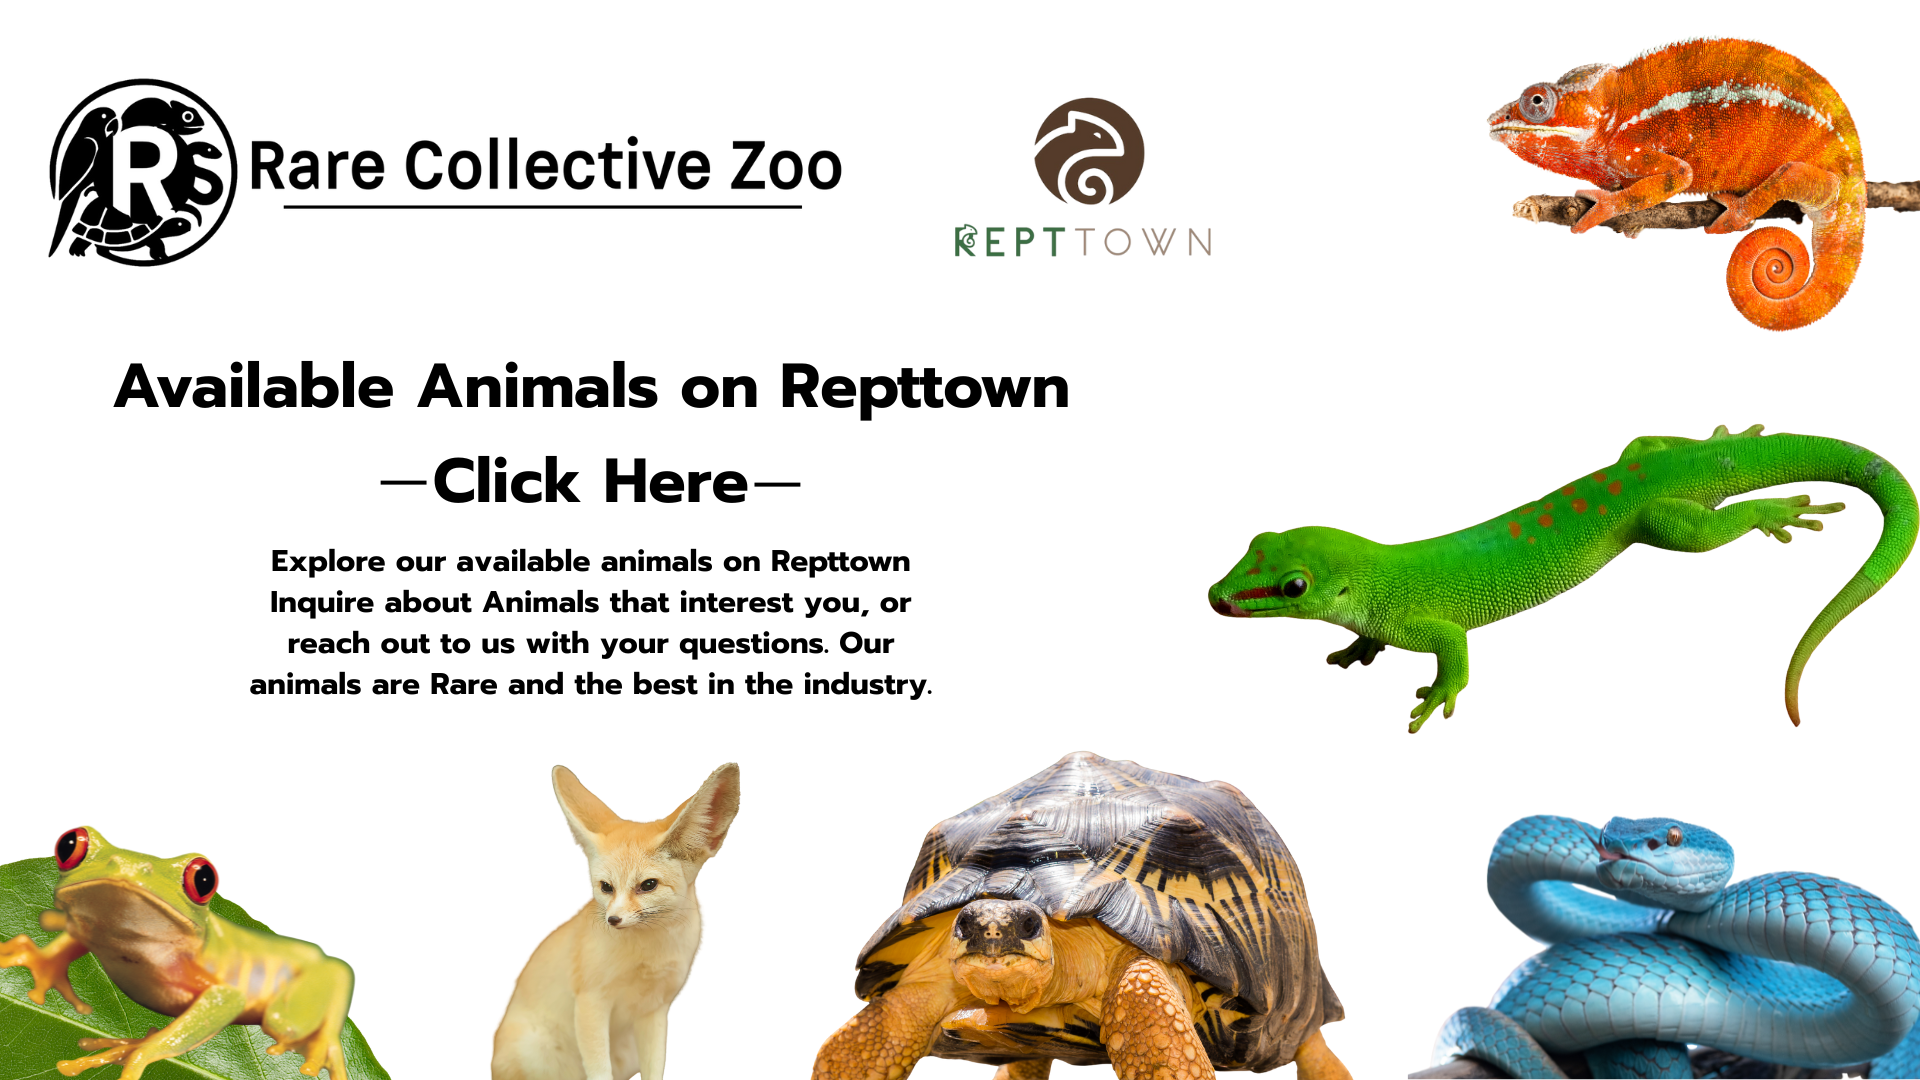 RS Rare Collective Zoo
REPTTOWN
Available Animals on Repttown
—Click Here—
Explore our available animals on Repttown
Inquire about Animals that interest you, or
reach out to us with your questions. Our
animals are Rare and the best in the industry.